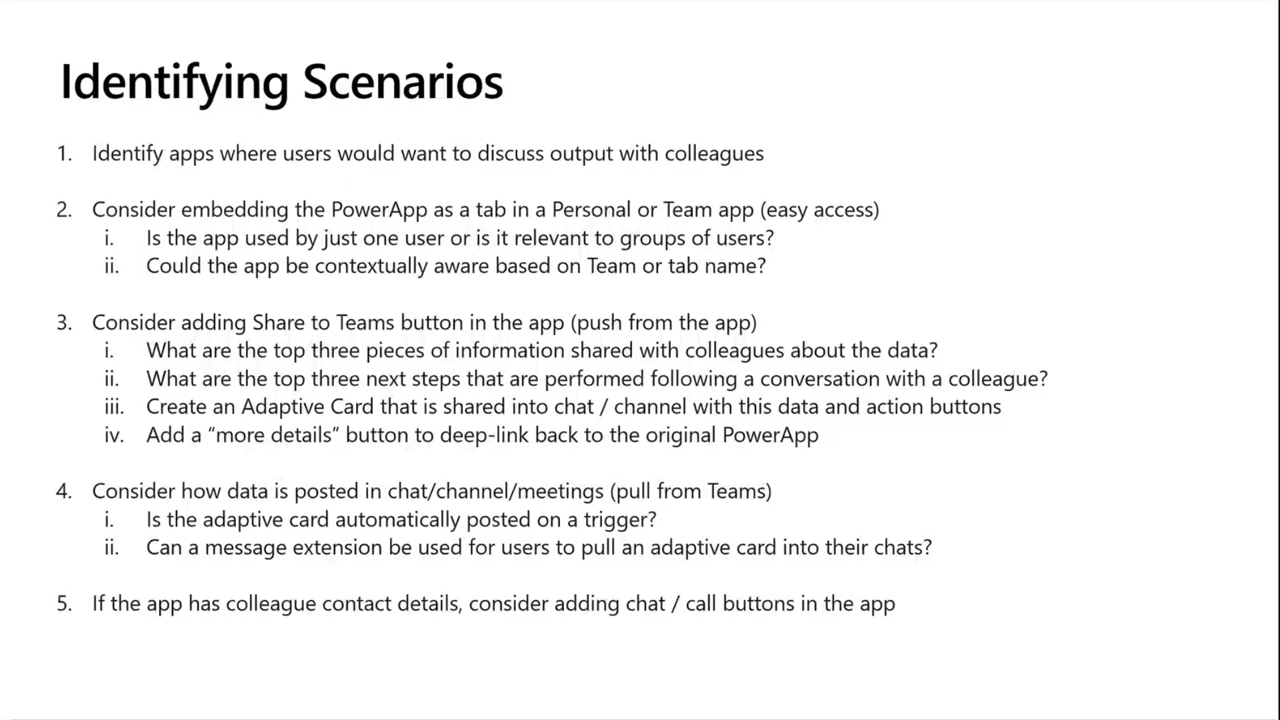 Identifying Scenarios
1. Identify apps where users would want to discuss output with colleagues
2. Consider embedding the PowerApp as a tab in a Personal or Team app (easy access)
i. Is the app used by just one user or is it relevant to groups of users?
ii. Could the app be contextually aware based on Team or tab name?
3. Consider adding Share to Teams button in the app (push from the app)
i. What are the top three pieces of information shared with colleagues about the data?
ii. What are the top three next steps that are performed following a conversation with a colleague?
iii. Create an Adaptive Card that is shared into chat / channel with this data and action buttons
iv. Add a “more details” button to deep-link back to the original PowerApp
4. Consider how data is posted in chat/channel/meetings (pull from Teams)
i. Is the adaptive card automatically posted on a trigger?
ii. Can a message extension be used for users to pull an adaptive card into their chats?
5. If the app has colleague contact details, consider adding chat / call buttons in the app